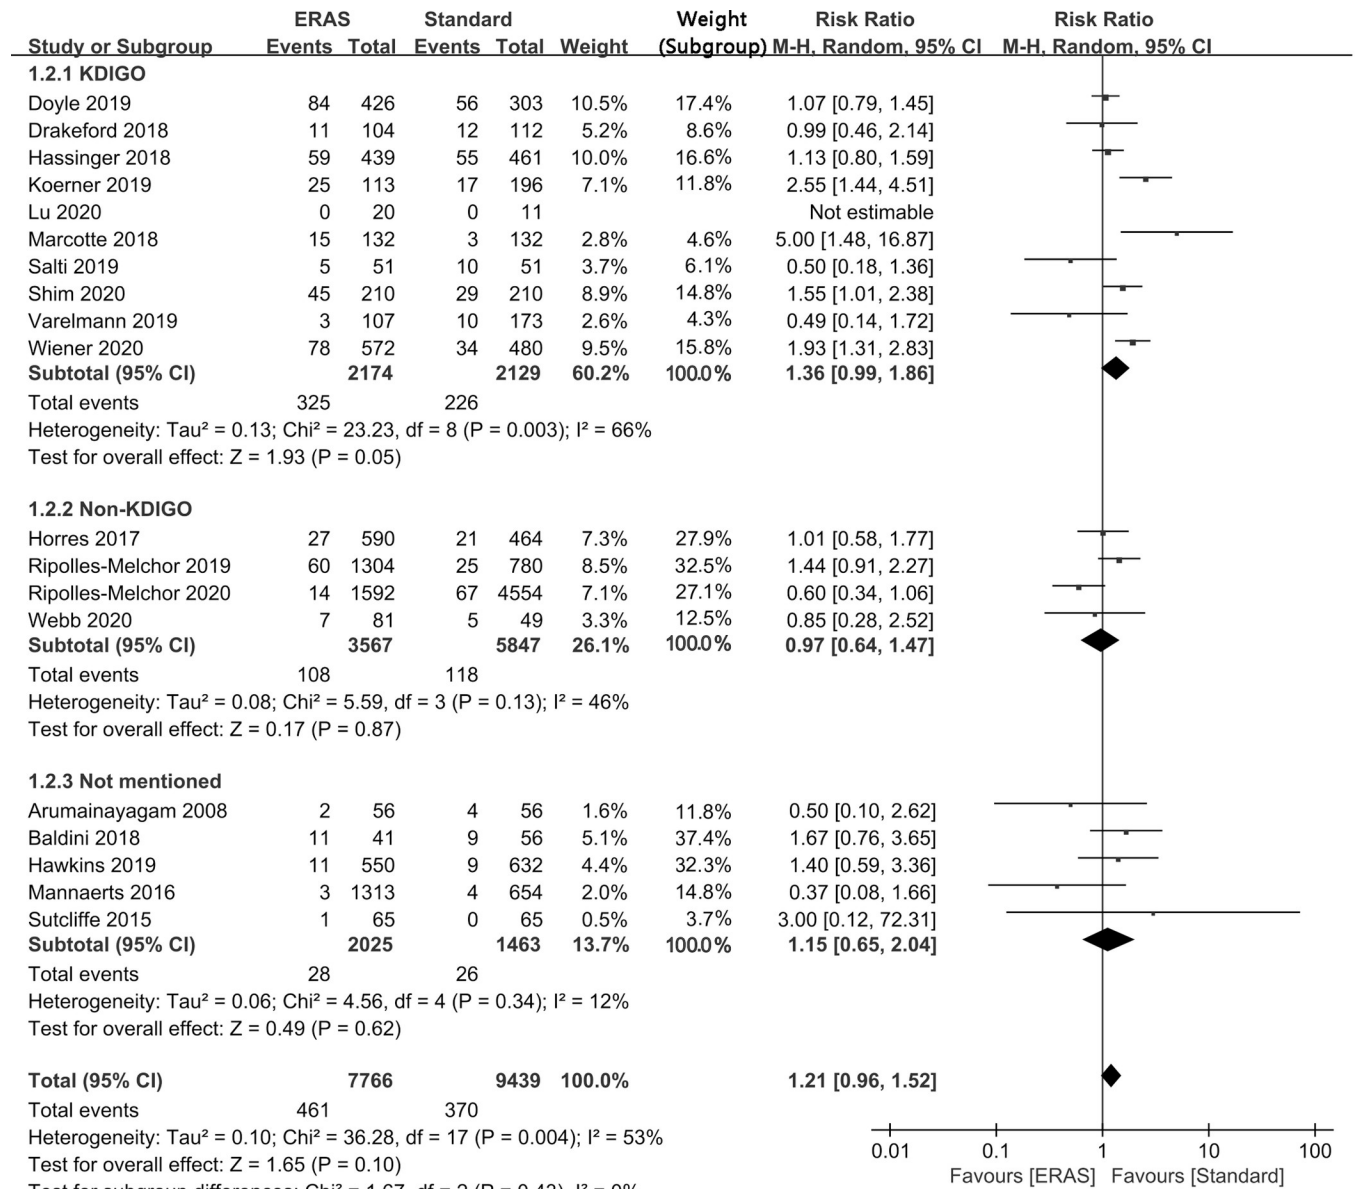 ERAS Standard Weight Risk Ratio Risk Ratio
Study or Subgroup Events Total Events Total Weight (Subgroup) M-H, Random, 95% CI M-H, Random, 95% CI
1.2.1 KDIGO
Doyle 2019 84 426 56 303 10.5% 17.4% 1.07 [0.79, 1.45]
Drakeford 2018 11 104 12 112 5.2% 8.6% 0.99 [0.46, 2.14]
Hassinger 2018 59 439 55 461 10.0% 16.6% 1.13 [0.80, 1.59]
Koerner 2019 25 113 17 196 7.1% 11.8% 2.55 [1.44, 4.51]
Lu 2020 0 20 0 11 Not estimable
Marcotte 2018 15 132 3 132 2.8% 4.6% 5.00 [1.48, 16.87]
Salti 2019 5 51 10 51 3.7% 6.1% 0.50 [0.18, 1.36]
Shim 2020 45 210 29 210 8.9% 14.8% 1.55 [1.01, 2.38]
Varelmann 2019 3 107 10 173 2.6% 4.3% 0.49 [0.14, 1.72]
Wiener 2020 78 572 34 480 9.5% 15.8% 1.93 [1.31, 2.83]
Subtotal (95% CI) 2174 2129 60.2% 100.0% 1.36 [0.99, 1.86]
Total events 325 226
Heterogeneity: Tau² = 0.13; Chi² = 23.23, df = 8 (P = 0.003); I² = 66%
Test for overall effect: Z = 1.93 (P = 0.05)
1.2.2 Non-KDIGO
Horres 2017 27 590 21 464 7.3% 27.9% 1.01 [0.58, 1.77]
Ripolles-Melchor 2019 60 1304 25 780 8.5% 32.5% 1.44 [0.91, 2.27]
Ripolles-Melchor 2020 14 1592 67 4554 7.1% 27.1% 0.60 [0.34, 1.06]
Webb 2020 7 81 5 49 3.3% 12.5% 0.85 [0.28, 2.52]
Subtotal (95% CI) 3567 5847 26.1% 100.0% 0.97 [0.64, 1.47]
Total events 108 118
Heterogeneity: Tau² = 0.08; Chi² = 5.59, df = 3 (P = 0.13); I² = 46%
Test for overall effect: Z = 0.17 (P = 0.87)
1.2.3 Not mentioned
Arumainayagam 2008 2 56 4 56 1.6% 11.8% 0.50 [0.10, 2.62]
Baldini 2018 11 41 9 56 5.1% 37.4% 1.67 [0.76, 3.65]
Hawkins 2019 11 550 9 632 4.4% 32.3% 1.40 [0.59, 3.36]
Mannaerts 2016 3 1313 4 654 2.0% 14.8% 0.37 [0.08, 1.66]
Sutcliffe 2015 1 65 0 65 0.5% 3.7% 3.00 [0.12, 72.31]
Subtotal (95% CI) 2025 1463 13.7% 100.0% 1.15 [0.65, 2.04]
Total events 28 26
Heterogeneity: Tau² = 0.06; Chi² = 4.56, df = 4 (P = 0.34); I² = 12%
Test for overall effect: Z = 0.49 (P = 0.62)
Total (95% CI) 7766 9439 100.0% 1.21 [0.96, 1.52]
Total events 461 370
Heterogeneity: Tau² = 0.10; Chi² = 36.28, df = 17 (P = 0.004); I² = 53%
Test for overall effect: Z = 1.65 (P = 0.10)
0.01 0.1 1 10 100
Favours [ERAS] Favours [Standard]